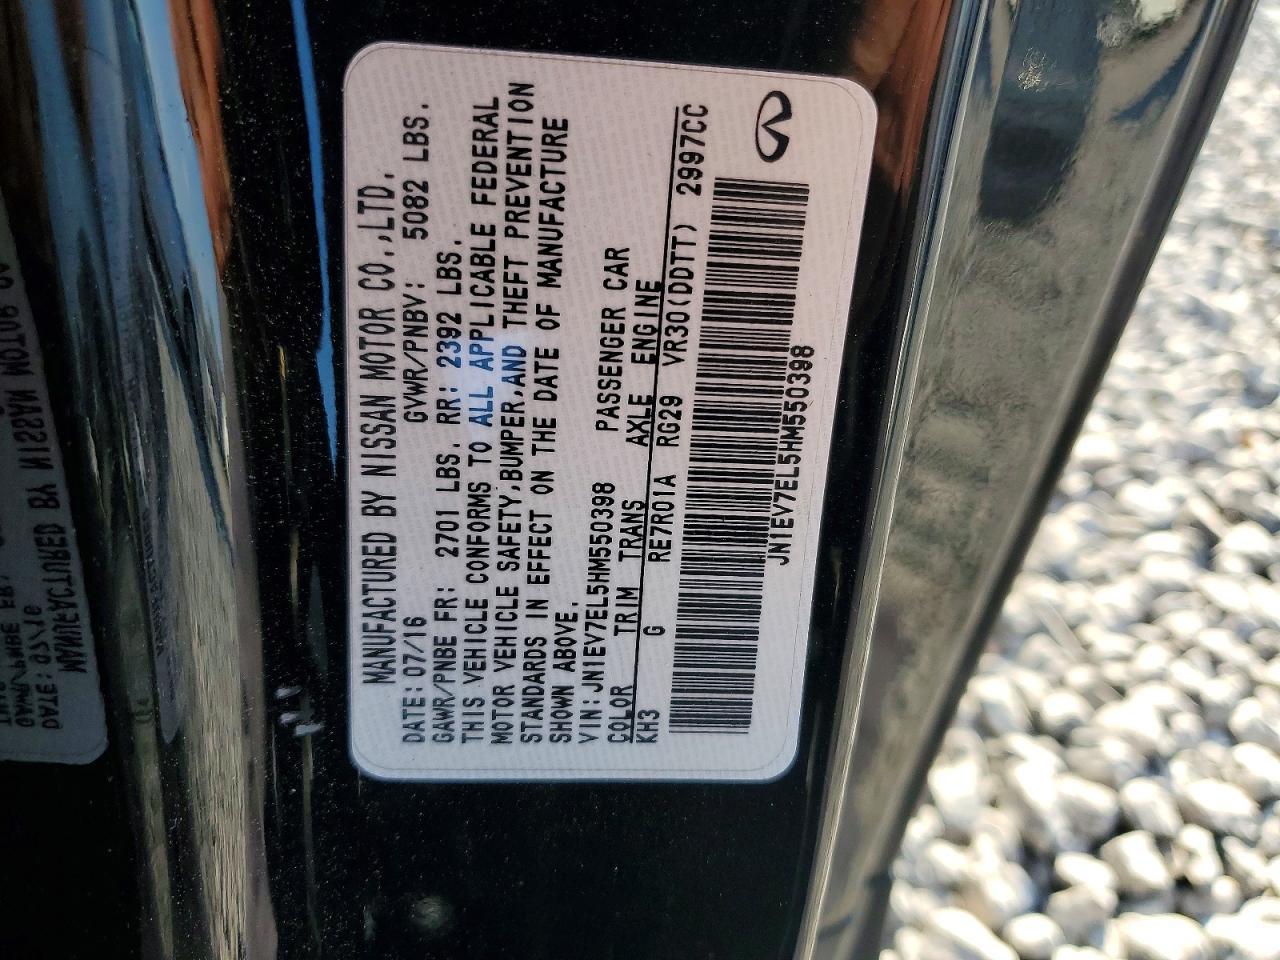 MANUFACTURED BY NISSAN MOTOR CO.,LTD.
DATE: 07/16 GVWR/PNBV: 5082 LBS.
GAWR/PNBE FR: 2701 LBS. RR: 2392 LBS.
THIS VEHICLE CONFORMS TO ALL APPLICABLE FEDERAL
MOTOR VEHICLE SAFETY,BUMPER,AND THEFT PREVENTION
STANDARDS IN EFFECT ON THE DATE OF MANUFACTURE
SHOWN ABOVE.
VIN: JN1EV7EL5HM550398 PASSENGER CAR
COLOR TRIM TRANS AXLE ENGINE
KH3 G RE7R01A RG29 VR30(DDTT) 2997CC
JN1EV7EL5HM550398